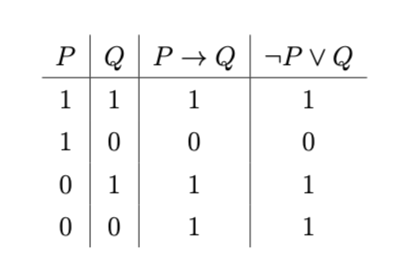 P Q P → Q ¬P ∨ Q
1 1 1 1
1 0 0 0
0 1 1 1
0 0 1 1